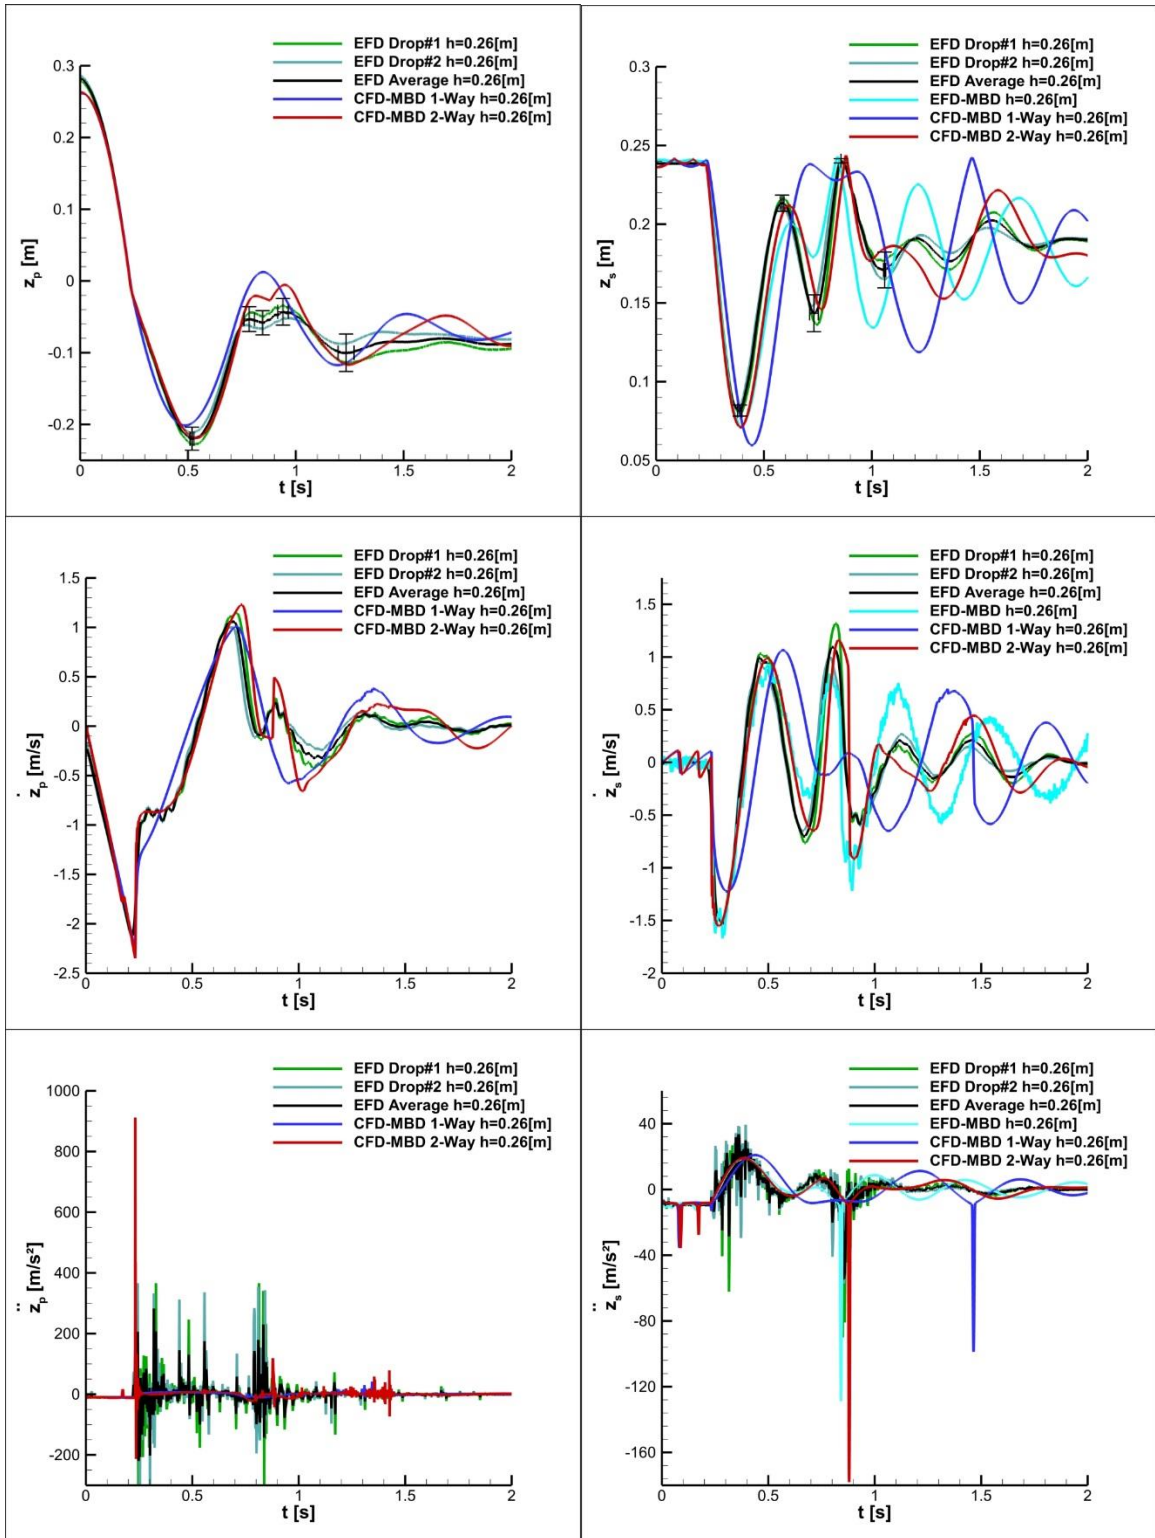 EFD Drop#1 h=0.26[m]
EFD Drop#2 h=0.26[m]
EFD Average h=0.26[m]
CFD-MBD 1-Way h=0.26[m]
CFD-MBD 2-Way h=0.26[m]
0.3
0.2
0.1
0
-0.1
-0.2
z_p [m]
0
0.5
1
1.5
2
t [s]
EFD Drop#1 h=0.26[m]
EFD Drop#2 h=0.26[m]
EFD Average h=0.26[m]
EFD-MBD h=0.26[m]
CFD-MBD 1-Way h=0.26[m]
CFD-MBD 2-Way h=0.26[m]
0.3
0.25
0.2
0.15
0.1
0.05
z_s [m]
0
0.5
1
1.5
2
t [s]
EFD Drop#1 h=0.26[m]
EFD Drop#2 h=0.26[m]
EFD Average h=0.26[m]
CFD-MBD 1-Way h=0.26[m]
CFD-MBD 2-Way h=0.26[m]
1.5
1
0.5
0
-0.5
-1
-1.5
-2
-2.5
ż_p [m/s]
0
0.5
1
1.5
2
t [s]
EFD Drop#1 h=0.26[m]
EFD Drop#2 h=0.26[m]
EFD Average h=0.26[m]
EFD-MBD h=0.26[m]
CFD-MBD 1-Way h=0.26[m]
CFD-MBD 2-Way h=0.26[m]
1.5
1
0.5
0
-0.5
-1
-1.5
-2
ż_s [m/s]
0
0.5
1
1.5
2
t [s]
EFD Drop#1 h=0.26[m]
EFD Drop#2 h=0.26[m]
EFD Average h=0.26[m]
CFD-MBD 1-Way h=0.26[m]
CFD-MBD 2-Way h=0.26[m]
1000
800
600
400
200
0
-200
z̈_p [m/s²]
0
0.5
1
1.5
2
t [s]
EFD Drop#1 h=0.26[m]
EFD Drop#2 h=0.26[m]
EFD Average h=0.26[m]
EFD-MBD h=0.26[m]
CFD-MBD 1-Way h=0.26[m]
CFD-MBD 2-Way h=0.26[m]
40
0
-40
-80
-120
-160
z̈_s [m/s²]
0
0.5
1
1.5
2
t [s]